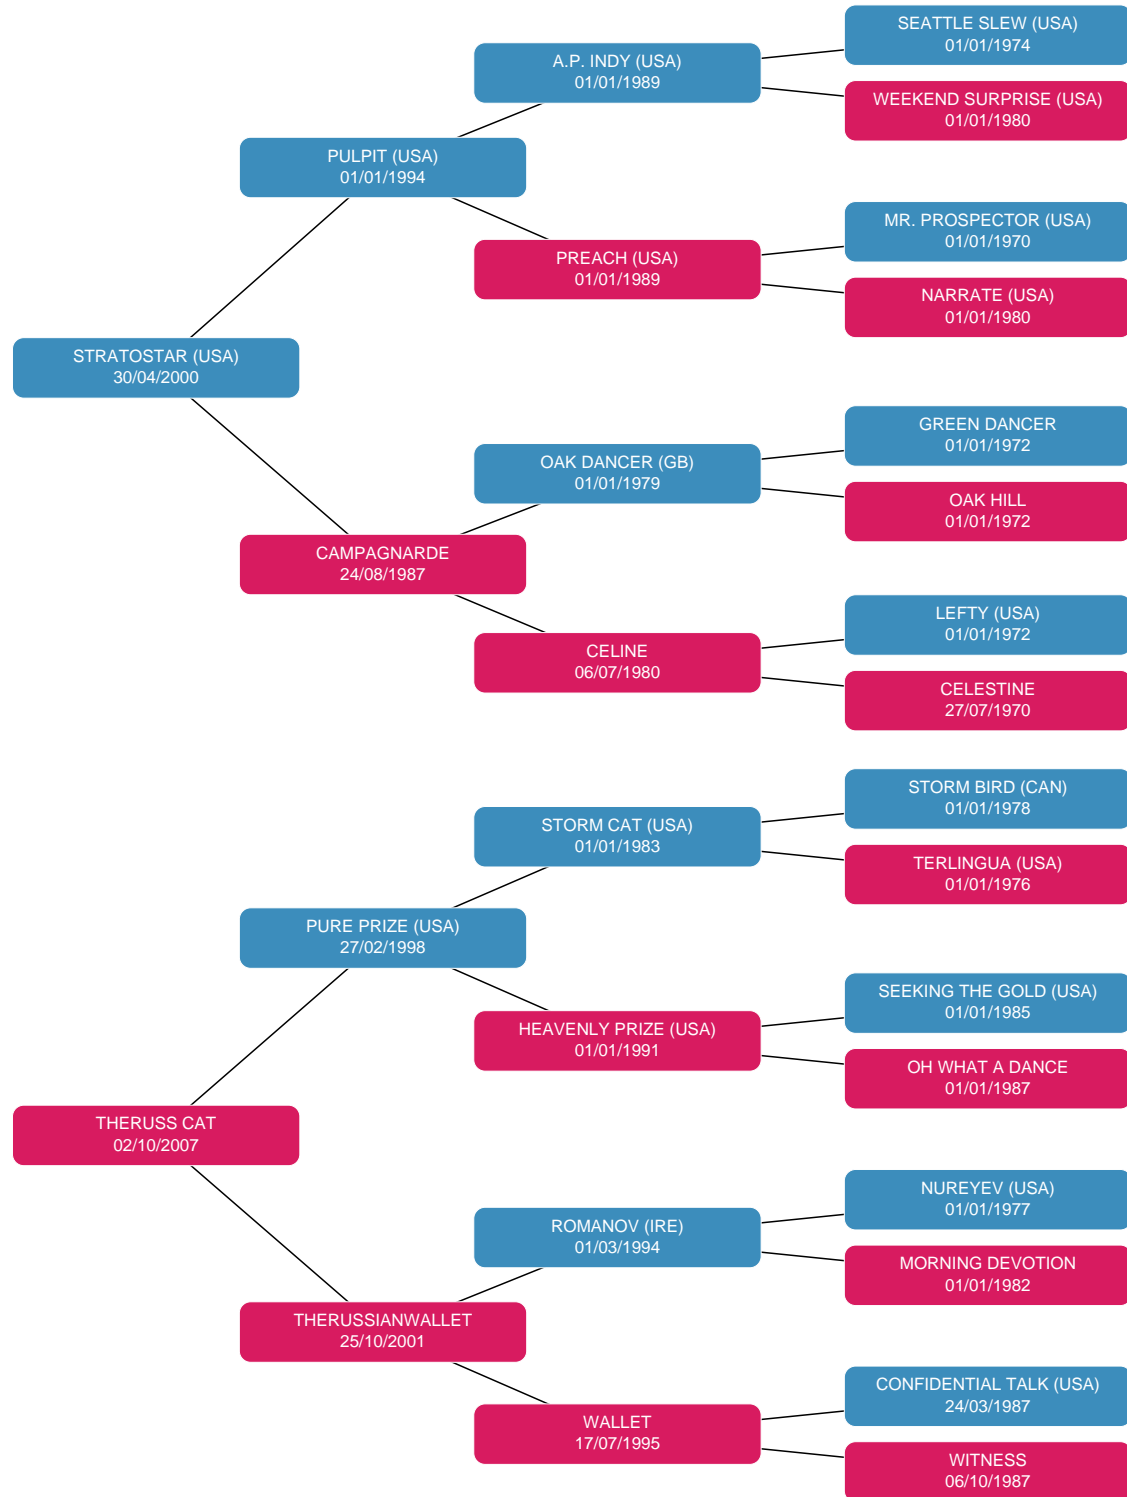 SEATTLE SLEW (USA)
01/01/1974
A.P. INDY (USA)
01/01/1989
WEEKEND SURPRISE (USA)
01/01/1980
PULPIT (USA)
01/01/1994
MR. PROSPECTOR (USA)
01/01/1970
PREACH (USA)
01/01/1989
NARRATE (USA)
01/01/1980
STRATOSTAR (USA)
30/04/2000
GREEN DANCER
01/01/1972
OAK DANCER (GB)
01/01/1979
OAK HILL
01/01/1972
CAMPAGNARDE
24/08/1987
LEFTY (USA)
01/01/1972
CELINE
06/07/1980
CELESTINE
27/07/1970
STORM BIRD (CAN)
01/01/1978
STORM CAT (USA)
01/01/1983
TERLINGUA (USA)
01/01/1976
PURE PRIZE (USA)
27/02/1998
SEEKING THE GOLD (USA)
01/01/1985
HEAVENLY PRIZE (USA)
01/01/1991
OH WHAT A DANCE
01/01/1987
THERUSS CAT
02/10/2007
NUREYEV (USA)
01/01/1977
ROMANOV (IRE)
01/03/1994
MORNING DEVOTION
01/01/1982
THERUSSIANWALLET
25/10/2001
CONFIDENTIAL TALK (USA)
24/03/1987
WALLET
17/07/1995
WITNESS
06/10/1987